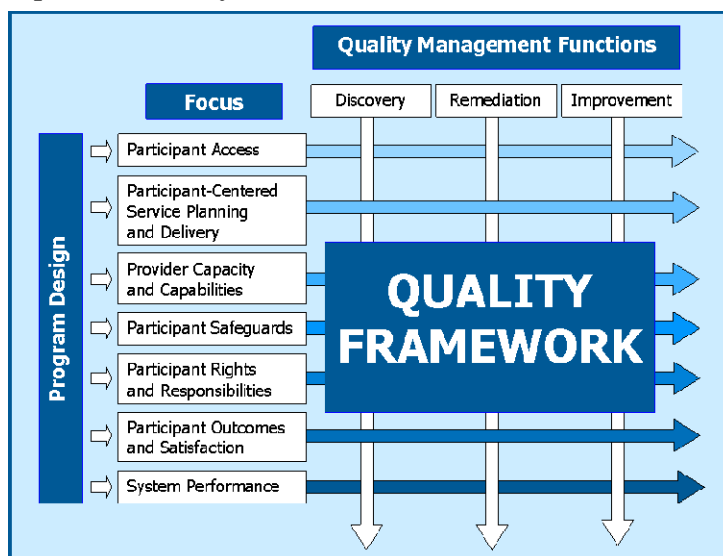 Quality Management Functions
Focus
Discovery
Remediation
Improvement
Program Design
Participant Access
Participant-Centered
Service Planning
and Delivery
Provider Capacity
and Capabilities
Participant Safeguards
Participant Rights
and Responsibilities
Participant Outcomes
and Satisfaction
System Performance
QUALITY
FRAMEWORK